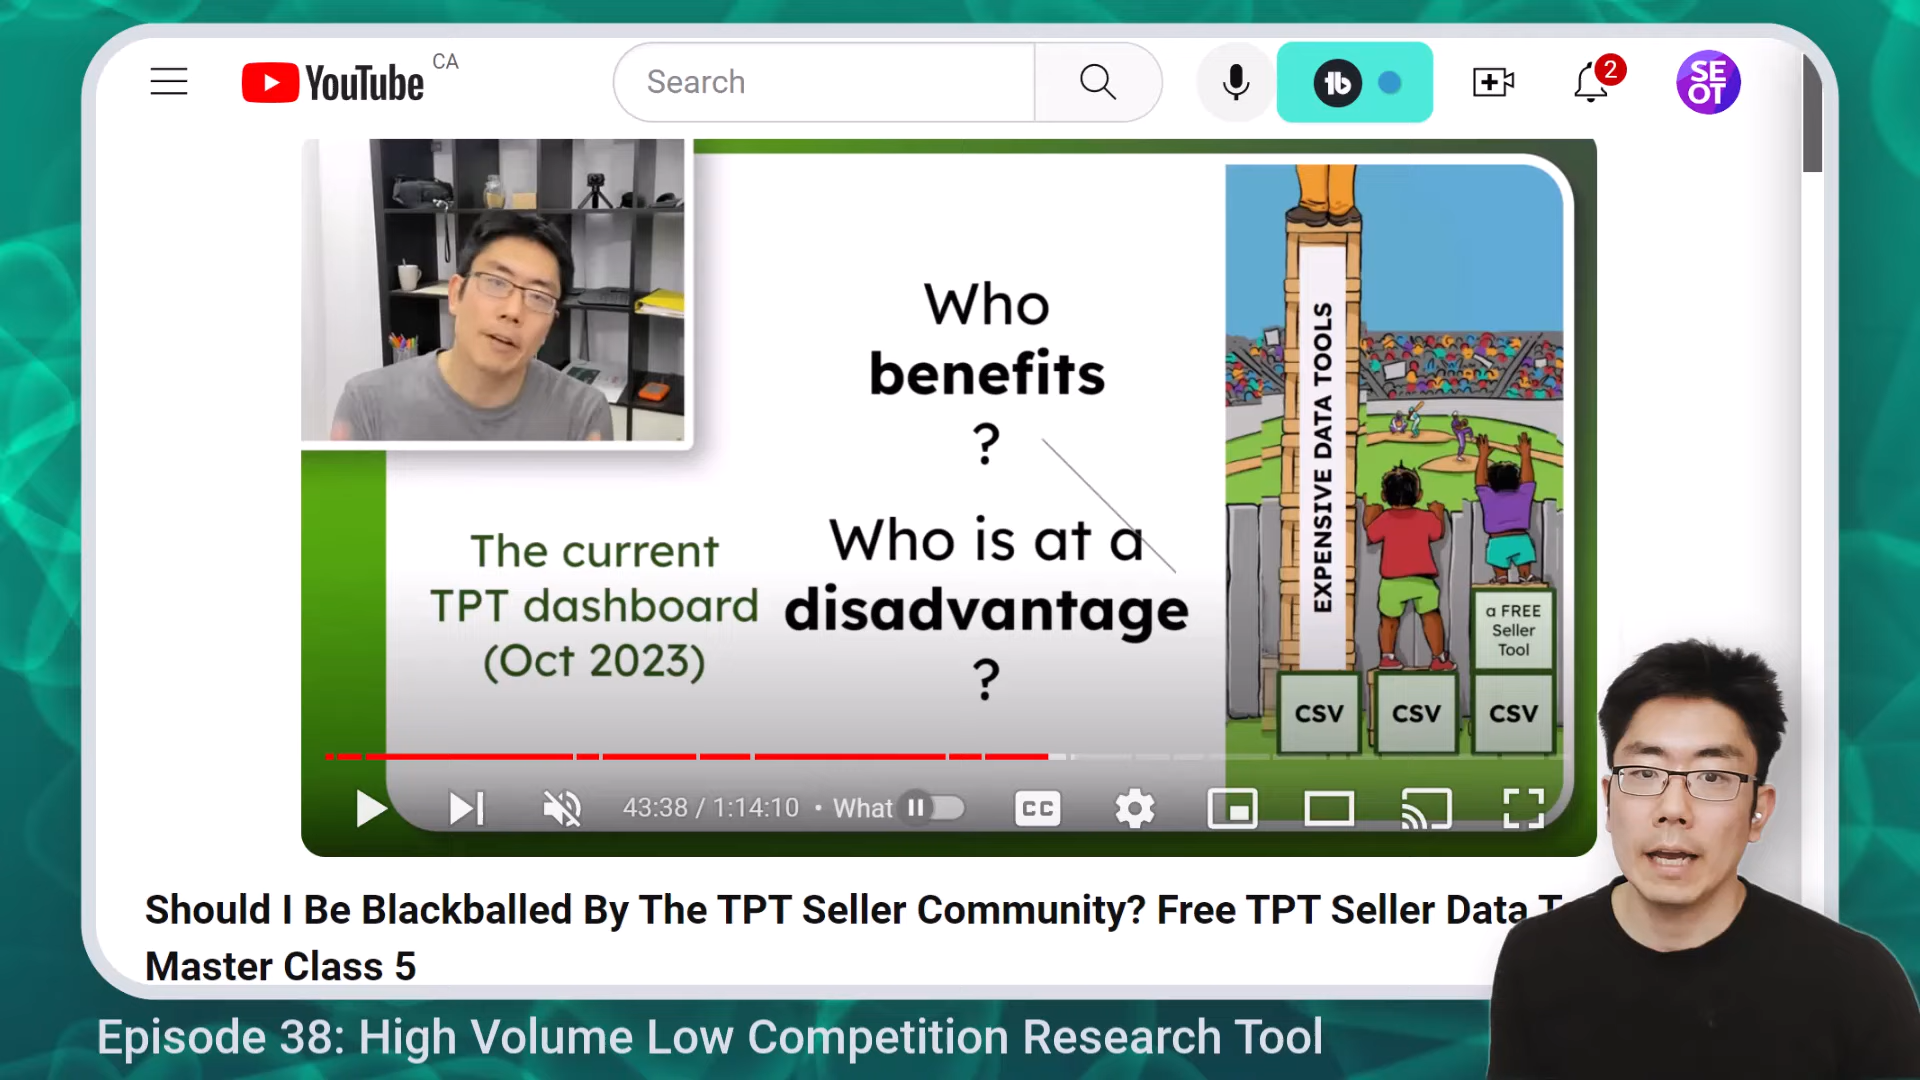 YouTube CA
Search
tb
2
SE
OT
Who
benefits
?
Who is at a
disadvantage
?
The current
TPT dashboard
(Oct 2023)
EXPENSIVE DATA TOOLS
a FREE
Seller
Tool
CSV
CSV
CSV
43:38 / 1:14:10 • What
CC
Should I Be Blackballed By The TPT Seller Community? Free TPT Seller Data T
Master Class 5
Episode 38: High Volume Low Competition Research Tool